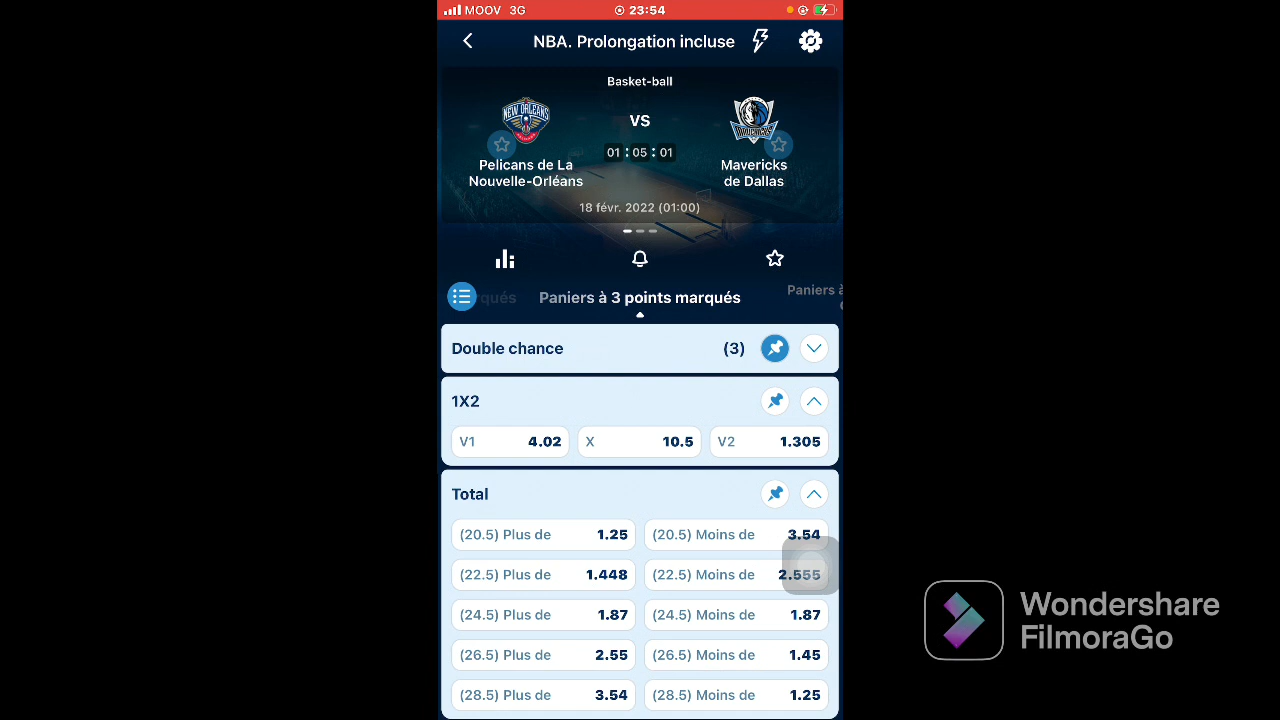 MOOV 3G 23:54
NBA. Prolongation incluse
Basket-ball
NEW ORLEANS
VS
01 : 05 : 01
Pelicans de La
Nouvelle-Orléans
Mavericks
de Dallas
18 févr. 2022 (01:00)
qués Paniers à 3 points marqués Paniers à
Double chance (3)
1X2
V1 4.02 X 10.5 V2 1.305
Total
(20.5) Plus de 1.25 (20.5) Moins de 3.54
(22.5) Plus de 1.448 (22.5) Moins de 2.555
(24.5) Plus de 1.87 (24.5) Moins de 1.87
(26.5) Plus de 2.55 (26.5) Moins de 1.45
(28.5) Plus de 3.54 (28.5) Moins de 1.25
Wondershare
FilmoraGo